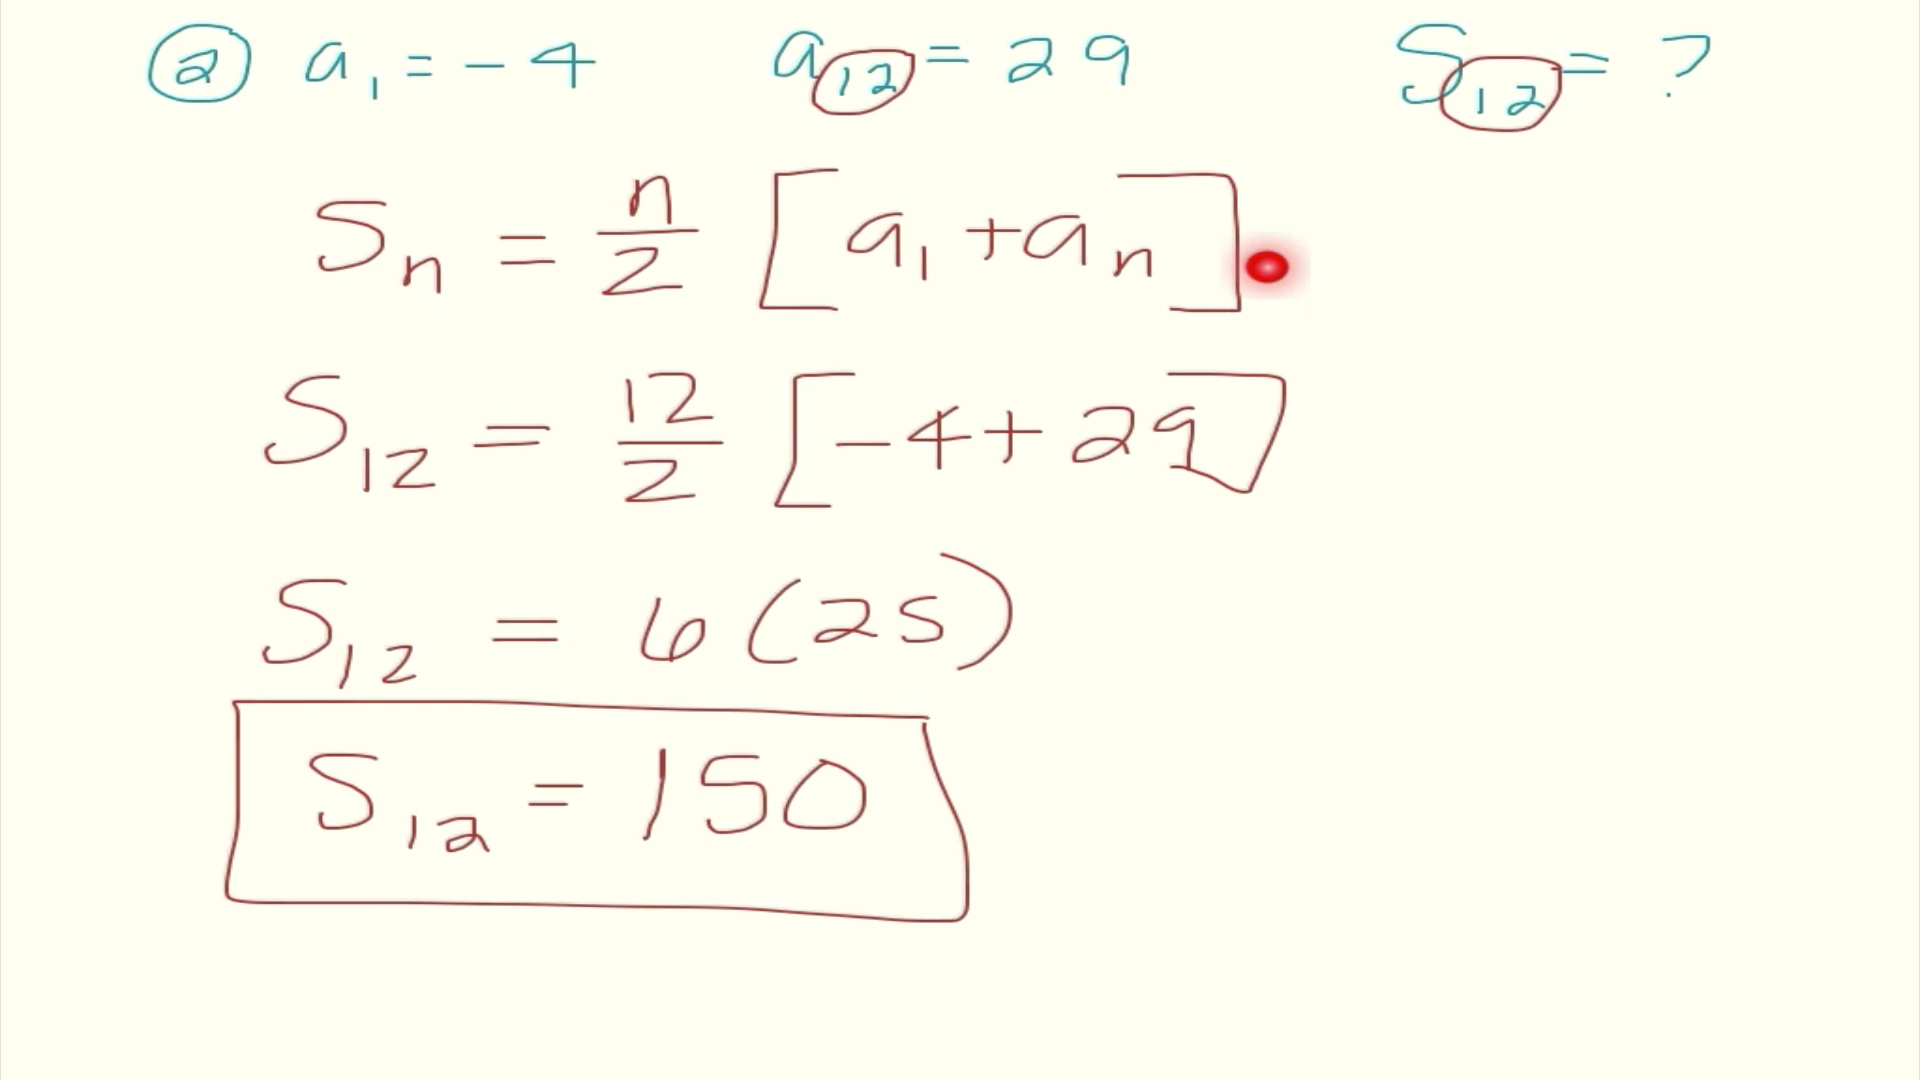 ② a₁ = -4 a₁₂ = 29 S₁₂ = ?
Sₙ = n/2 [a₁ + aₙ]
S₁₂ = 12/2 [-4 + 29]
S₁₂ = 6(25)
S₁₂ = 150